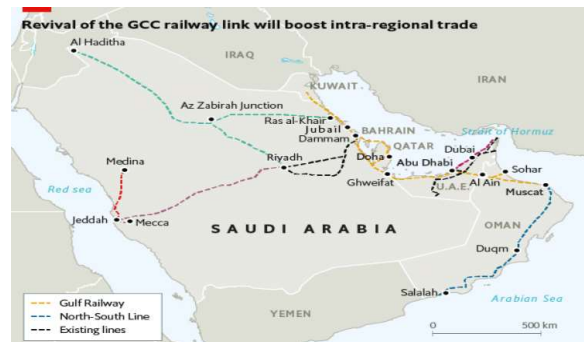 Revival of the GCC railway link will boost intra-regional trade
Al Haditha
IRAQ
IRAN
KUWAIT
Az Zabirah Junction
Ras al-Khair
Jubail
Dammam
BAHRAIN
Strait of Hormuz
QATAR
Dubai
Medina
Riyadh
Doha
Abu Dhabi
Sohar
Ghweifat
U.A.E.
Al Ain
Muscat
Red sea
Jeddah
Mecca
SAUDI ARABIA
OMAN
Duqm
Salalah
Arabian Sea
YEMEN
Gulf Railway
North-South Line
Existing lines
0 500 km